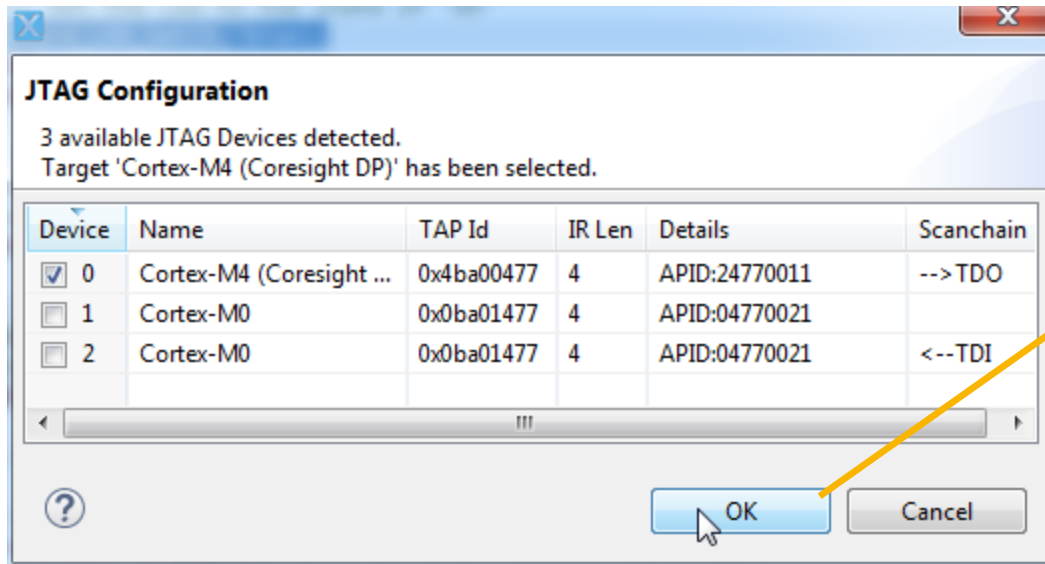 JTAG Configuration
3 available JTAG Devices detected.
Target 'Cortex-M4 (Coresight DP)' has been selected.
Device Name TAP Id IR Len Details Scanchain
0 Cortex-M4 (Coresight ... 0x4ba00477 4 APID:24770011 -->TDO
1 Cortex-M0 0x0ba01477 4 APID:04770021
2 Cortex-M0 0x0ba01477 4 APID:04770021 <--TDI
OK Cancel